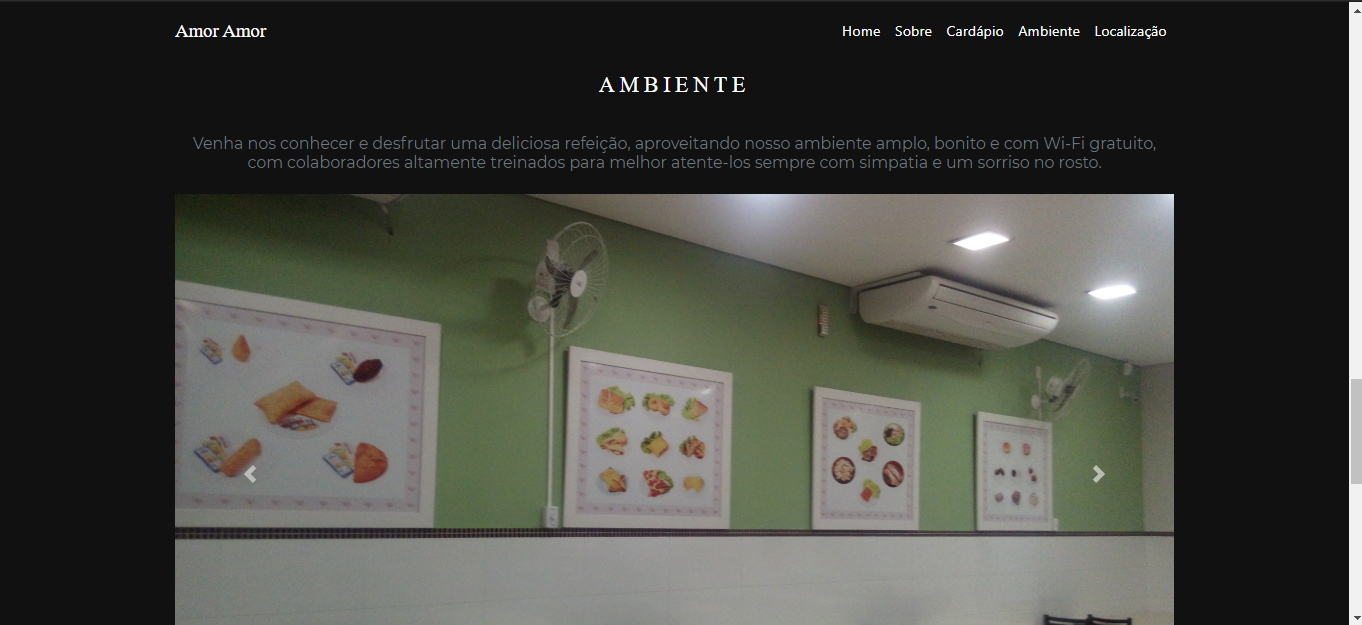 Amor Amor
Home Sobre Cardápio Ambiente Localização
AMBIENTE
Venha nos conhecer e desfrutar uma deliciosa refeição, aproveitando nosso ambiente amplo, bonito e com Wi-Fi gratuito,
com colaboradores altamente treinados para melhor atente-los sempre com simpatia e um sorriso no rosto.